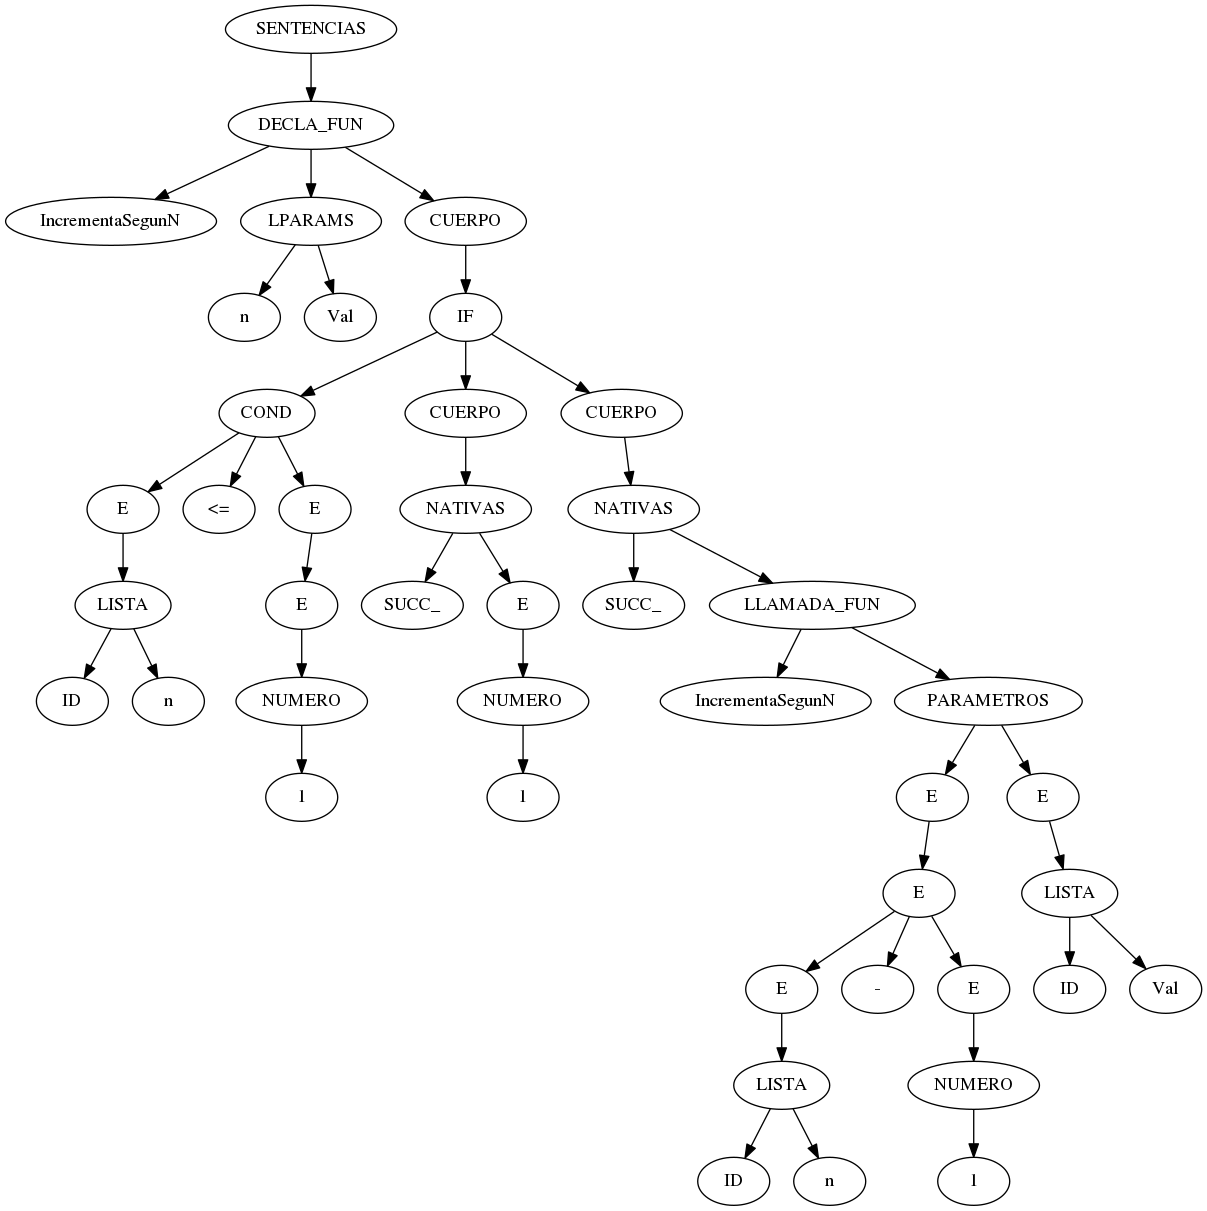 SENTENCIAS
DECLA_FUN
IncrementaSegunN LPARAMS CUERPO
n Val IF
COND CUERPO CUERPO
E <= E NATIVAS NATIVAS
LISTA E SUCC_ E SUCC_ LLAMADA_FUN
ID n NUMERO NUMERO IncrementaSegunN PARAMETROS
1 1 E E
E LISTA
E - E ID Val
LISTA NUMERO
ID n 1